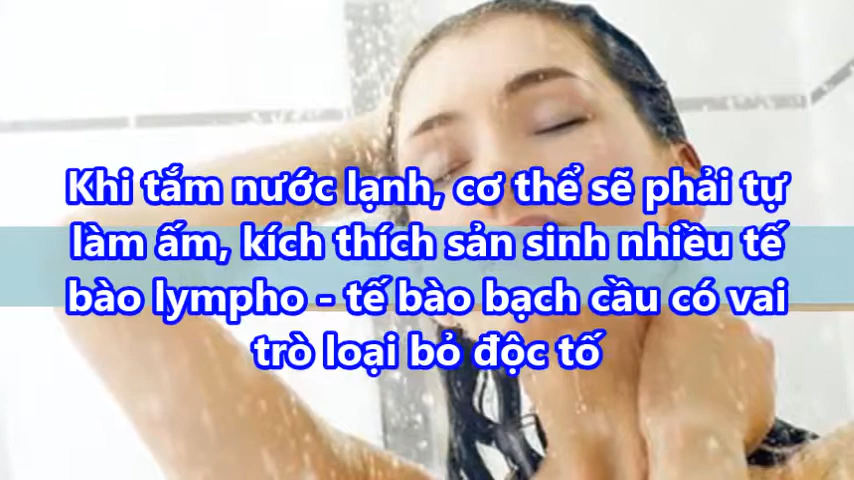 Khi tắm nước lạnh, cơ thể sẽ phải tự
làm ấm, kích thích sản sinh nhiều tế
bào lympho - tế bào bạch cầu có vai
trò loại bỏ độc tố